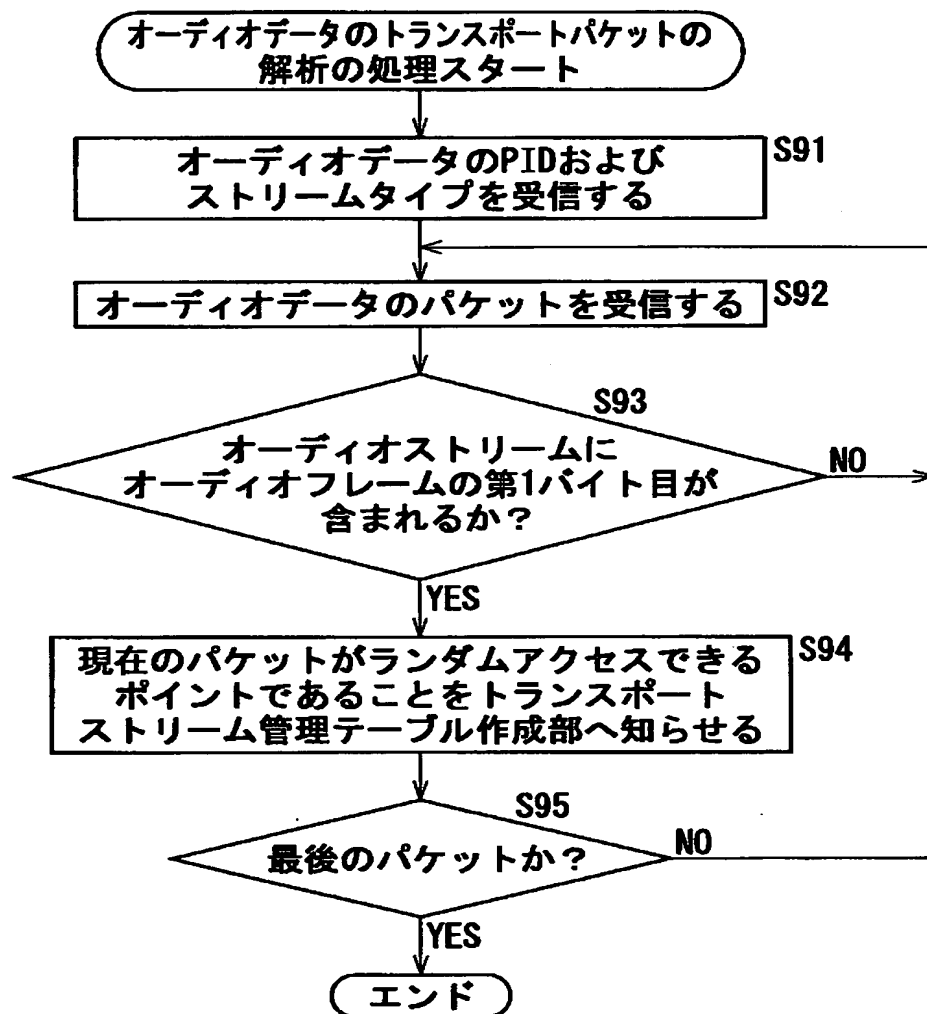 オーディオデータのトランスポートパケットの
解析の処理スタート
オーディオデータのPIDおよび
ストリームタイプを受信する
S91
オーディオデータのパケットを受信する
S92
S93
オーディオストリームに
オーディオフレームの第1バイト目が
含まれるか?
NO
YES
現在のパケットがランダムアクセスできる
ポイントであることをトランスポート
ストリーム管理テーブル作成部へ知らせる
S94
S95
最後のパケットか?
NO
YES
エンド